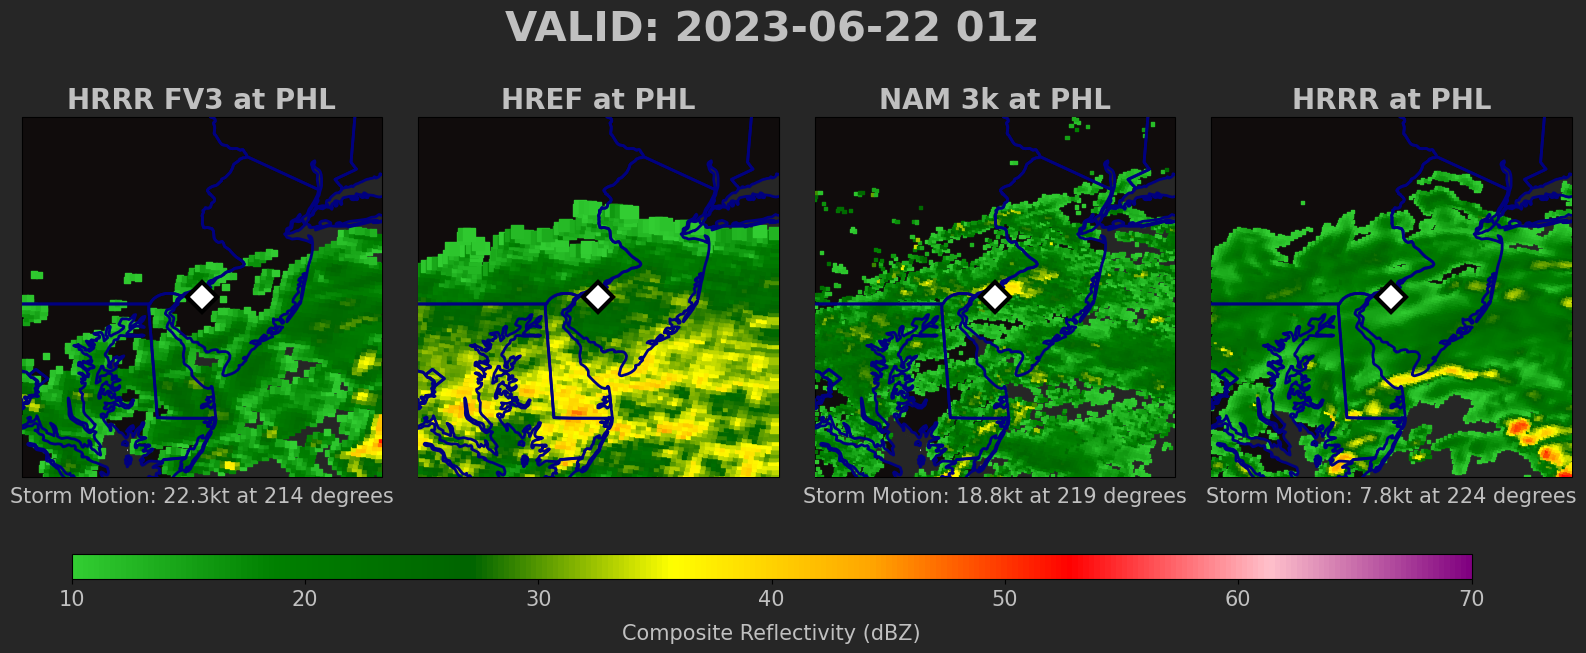 VALID: 2023-06-22 01z
HRRR FV3 at PHL
HREF at PHL
NAM 3k at PHL
HRRR at PHL
Storm Motion: 22.3kt at 214 degrees
Storm Motion: 18.8kt at 219 degrees
Storm Motion: 7.8kt at 224 degrees
10 20 30 40 50 60 70
Composite Reflectivity (dBZ)